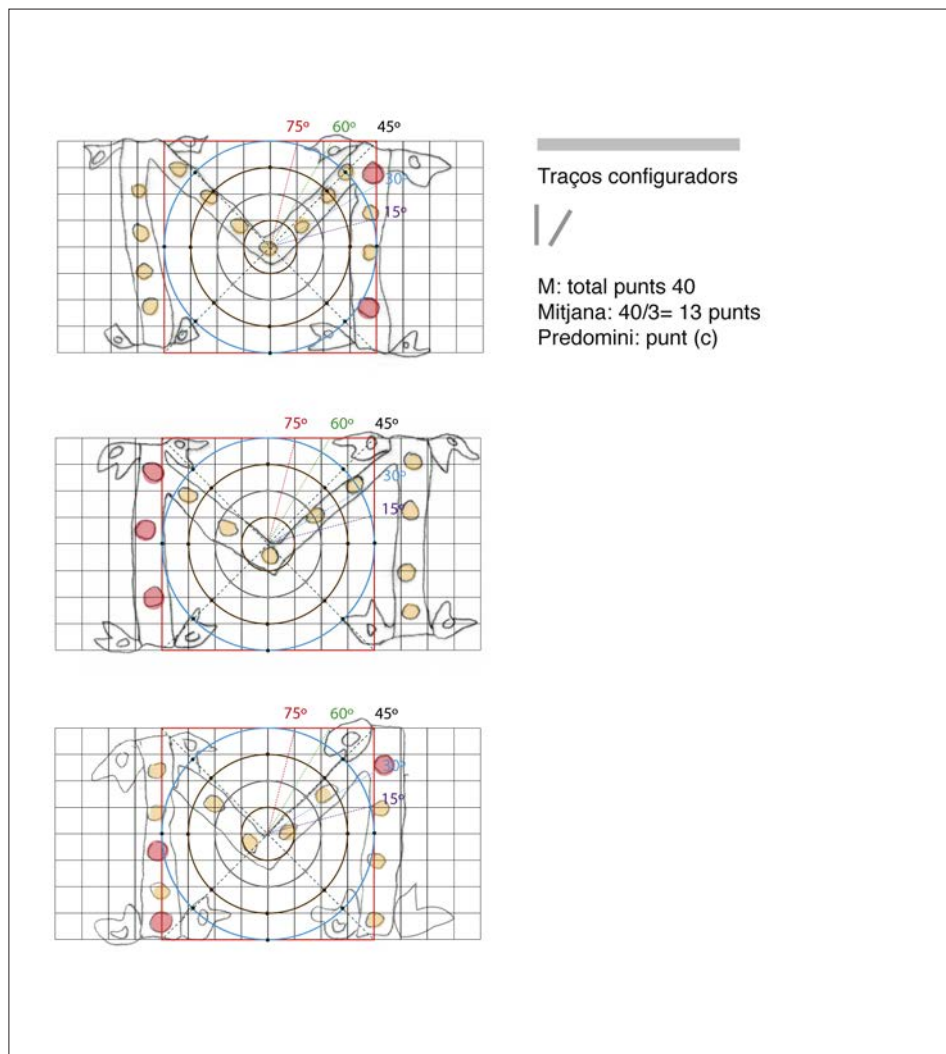 75º 60º 45º
30º
15º
Traços configuradors
M: total punts 40
Mitjana: 40/3= 13 punts
Predomini: punt (c)
75º 60º 45º
30º
15º
75º 60º 45º
30º
15º